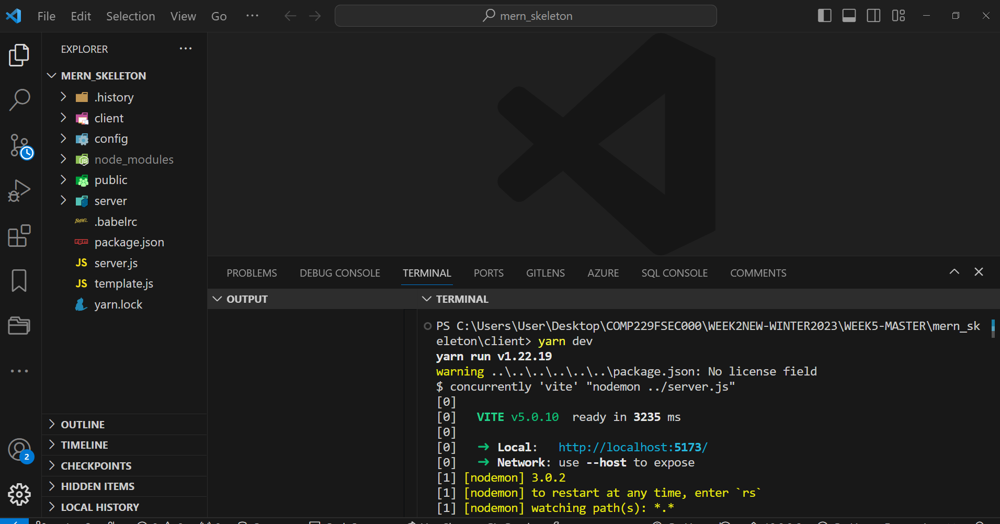 File Edit Selection View Go ···
mern_skeleton
EXPLORER ···
MERN_SKELETON
.history
client
config
node_modules
public
server
BABEL .babelrc
npm package.json
JS server.js
JS template.js
yarn.lock
OUTLINE
TIMELINE
CHECKPOINTS
HIDDEN ITEMS
LOCAL HISTORY
2
PROBLEMS DEBUG CONSOLE TERMINAL PORTS GITLENS AZURE SQL CONSOLE COMMENTS
OUTPUT
TERMINAL
PS C:\Users\User\Desktop\COMP229FSEC000\WEEK2NEW-WINTER2023\WEEK5-MASTER\mern_sk
eleton\client> yarn dev
yarn run v1.22.19
warning ..\..\..\..\..\..\package.json: No license field
$ concurrently 'vite' "nodemon ../server.js"
[0]
[0] VITE v5.0.10 ready in 3235 ms
[0]
[0] ➜ Local: http://localhost:5173/
[0] ➜ Network: use --host to expose
[1] [nodemon] 3.0.2
[1] [nodemon] to restart at any time, enter `rs`
[1] [nodemon] watching path(s): *.*